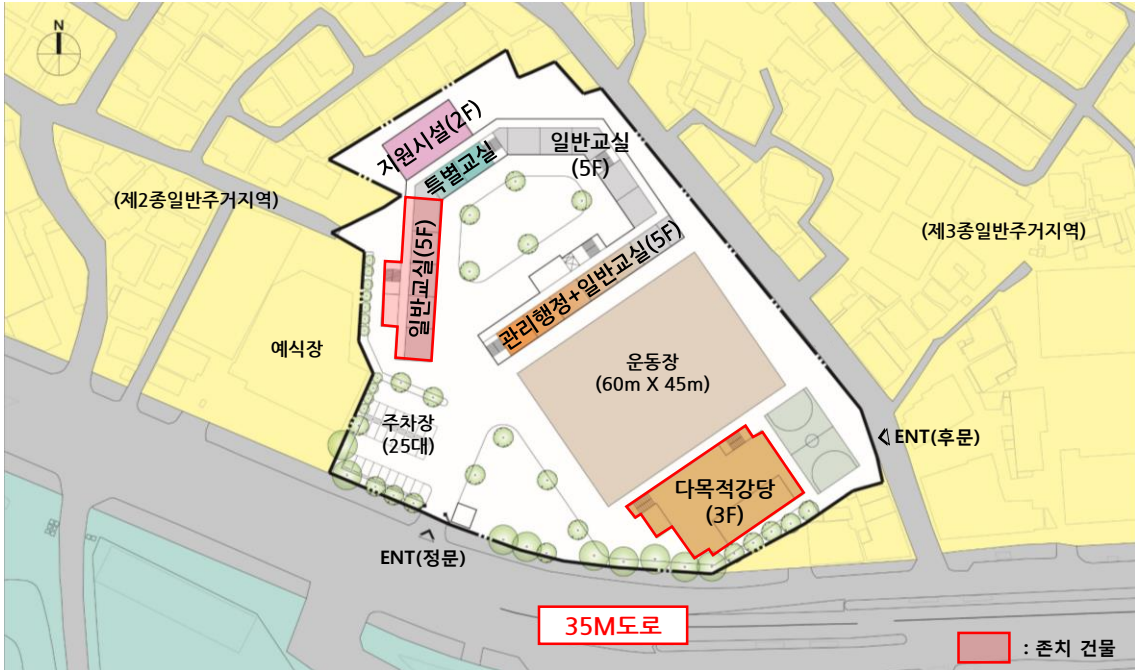 N
지원시설(2F)
특별교실
일반교실
(5F)
(제2종일반주거지역)
일반교실(5F)
관리행정+일반교실(5F)
(제3종일반주거지역)
예식장
운동장
(60m X 45m)
주차장
(25대)
ENT(후문)
다목적강당
(3F)
ENT(정문)
35M도로
: 존치 건물